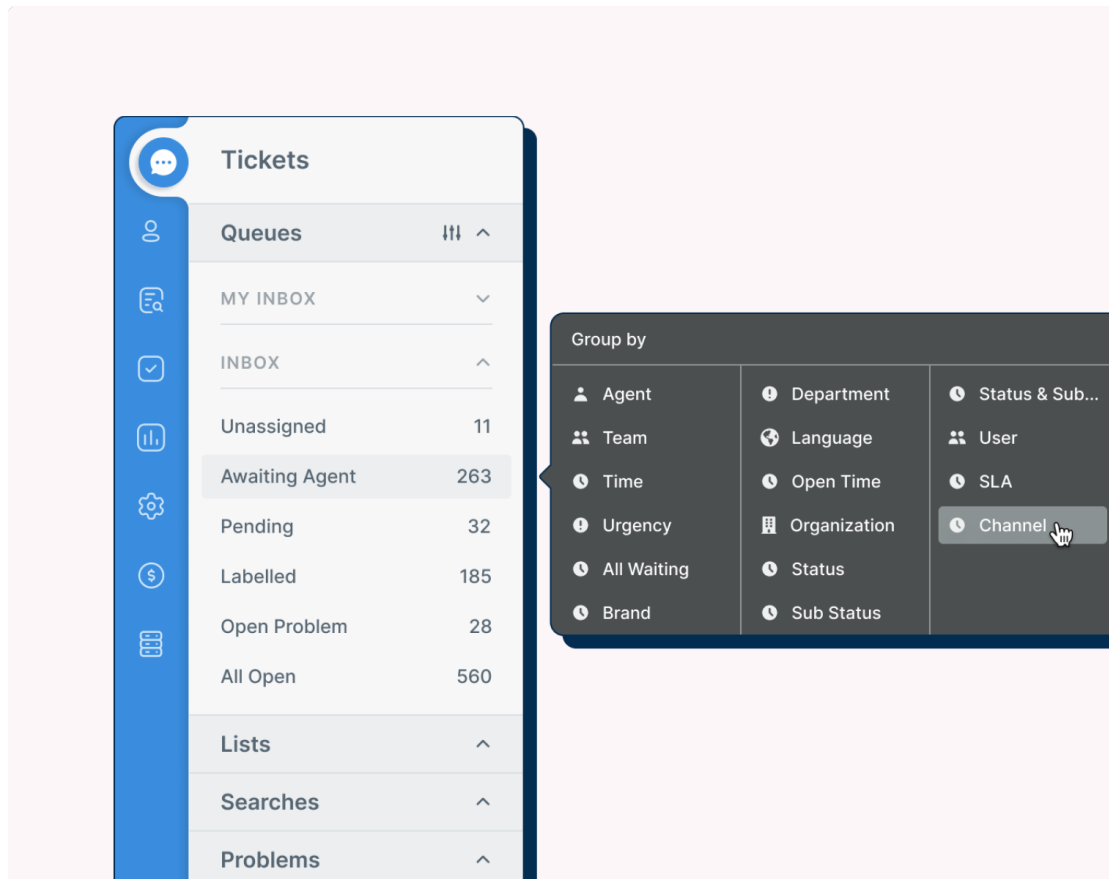 Tickets
Queues
MY INBOX
INBOX
Unassigned 11
Awaiting Agent 263
Pending 32
Labelled 185
Open Problem 28
All Open 560
Lists
Searches
Problems
Group by
Agent
Team
Time
Urgency
All Waiting
Brand
Department
Language
Open Time
Organization
Status
Sub Status
Status & Sub...
User
SLA
Channel